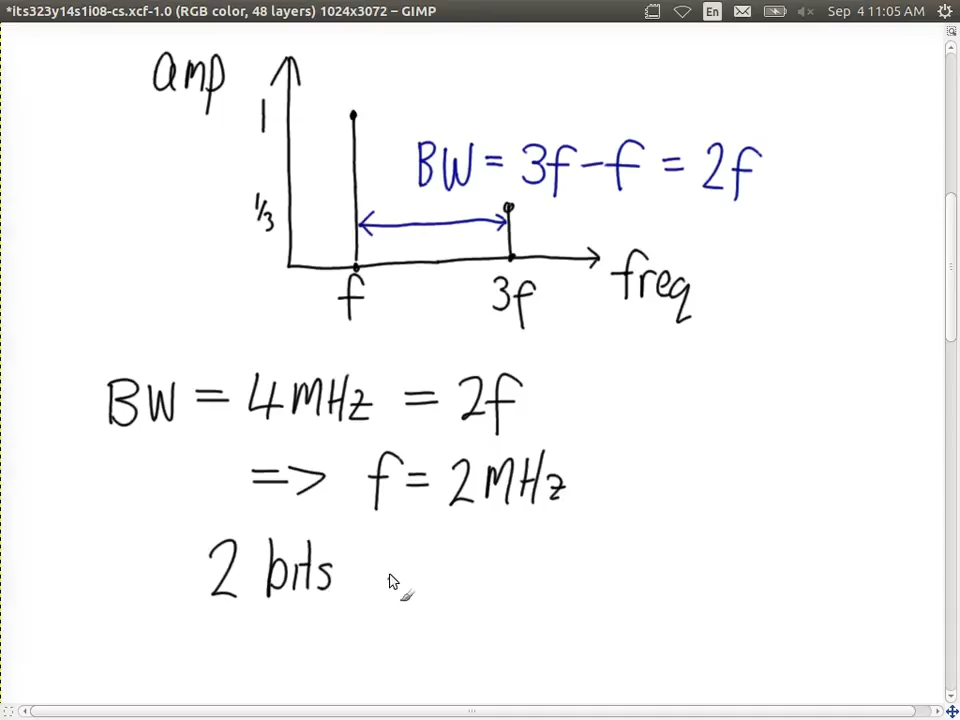 *its323y14s1i08-cs.xcf-1.0 (RGB color, 48 layers) 1024x3072 – GIMP
En
Sep 4 11:05 AM
amp
1
BW = 3f - f = 2f
1/3
f
3f
freq
BW = 4MHz = 2f
=> f = 2MHz
2 bits